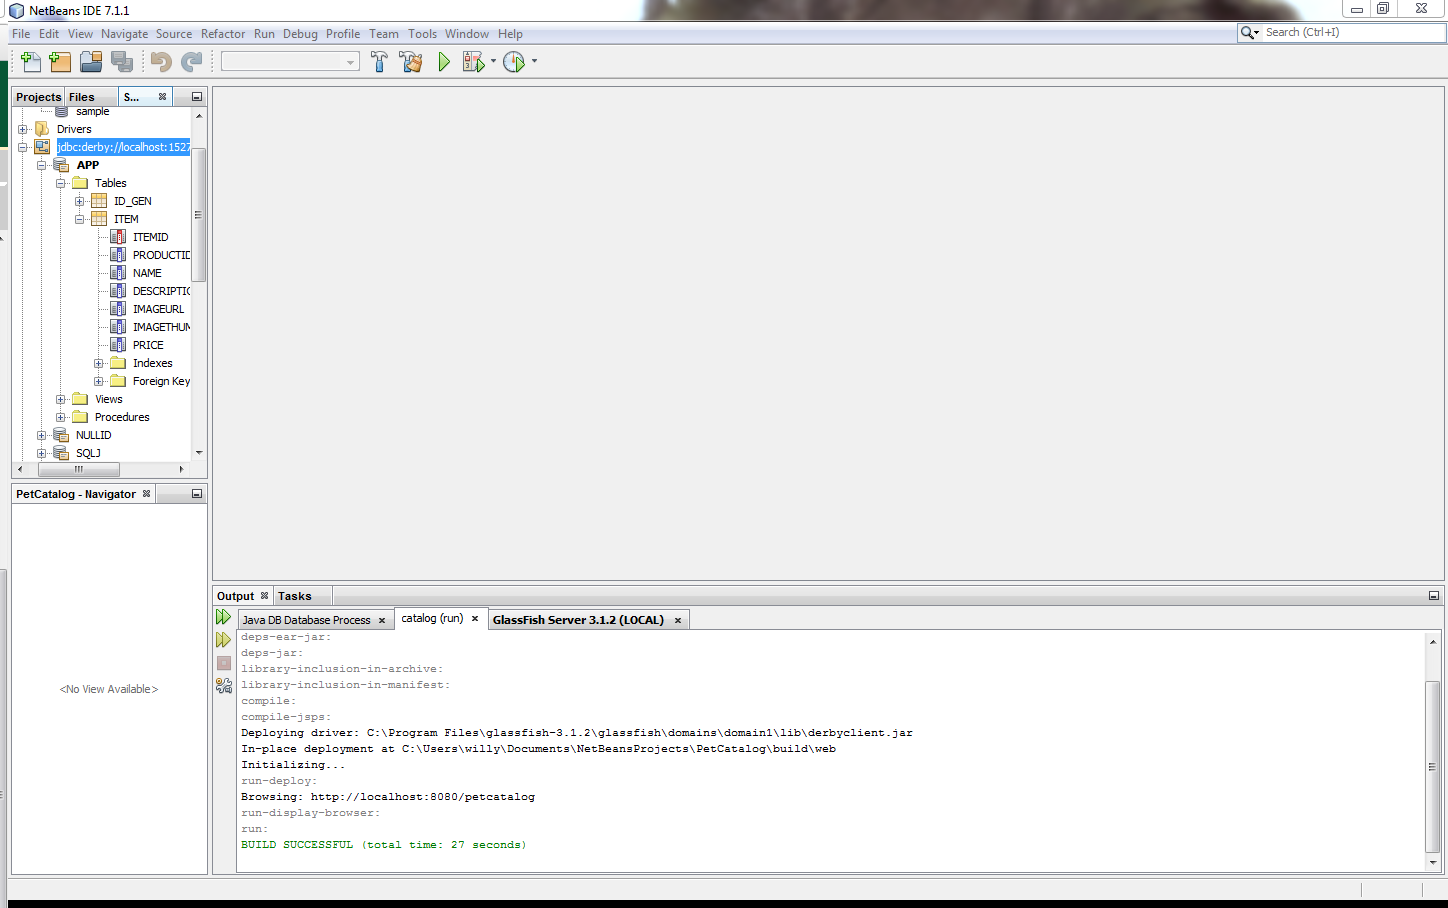 NetBeans IDE 7.1.1
File Edit View Navigate Source Refactor Run Debug Profile Team Tools Window Help
Search (Ctrl+I)
Projects Files S...
sample
Drivers
jdbc:derby://localhost:1527
APP
Tables
ID_GEN
ITEM
ITEMID
PRODUCTID
NAME
DESCRIPTIO
IMAGEURL
IMAGETHUM
PRICE
Indexes
Foreign Key
Views
Procedures
NULLID
SQLJ
PetCatalog - Navigator
<No View Available>
Output Tasks
Java DB Database Process catalog (run) GlassFish Server 3.1.2 (LOCAL)
deps-ear-jar:
deps-jar:
library-inclusion-in-archive:
library-inclusion-in-manifest:
compile:
compile-jsps:
Deploying driver: C:\Program Files\glassfish-3.1.2\glassfish\domains\domain1\lib\derbyclient.jar
In-place deployment at C:\Users\willy\Documents\NetBeansProjects\PetCatalog\build\web
Initializing...
run-deploy:
Browsing: http://localhost:8080/petcatalog
run-display-browser:
run:
BUILD SUCCESSFUL (total time: 27 seconds)